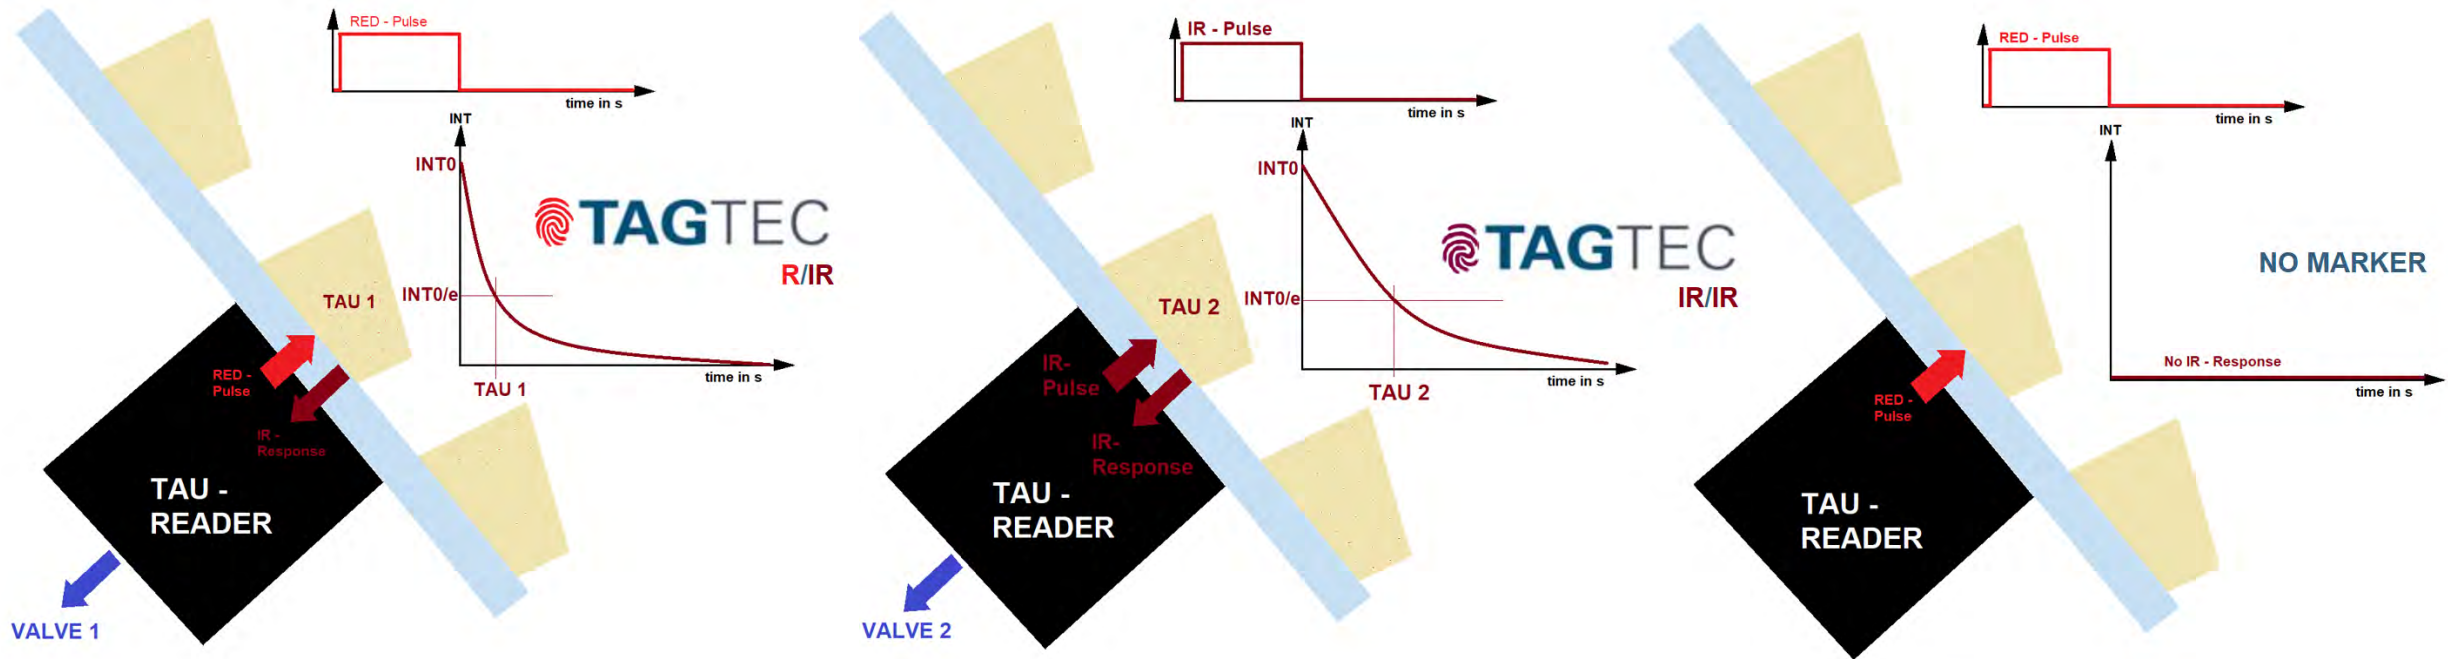 RED - Pulse
time in s
INT
INT0
TAGTEC
R/IR
TAU 1
INT0/e
time in s
TAU 1
RED -
Pulse
IR -
Response
TAU -
READER
VALVE 1
IR - Pulse
time in s
INT
INT0
TAGTEC
IR/IR
TAU 2
INT0/e
time in s
TAU 2
IR-
Pulse
IR-
Response
TAU -
READER
VALVE 2
RED - Pulse
time in s
INT
NO MARKER
No IR - Response
time in s
RED -
Pulse
TAU -
READER